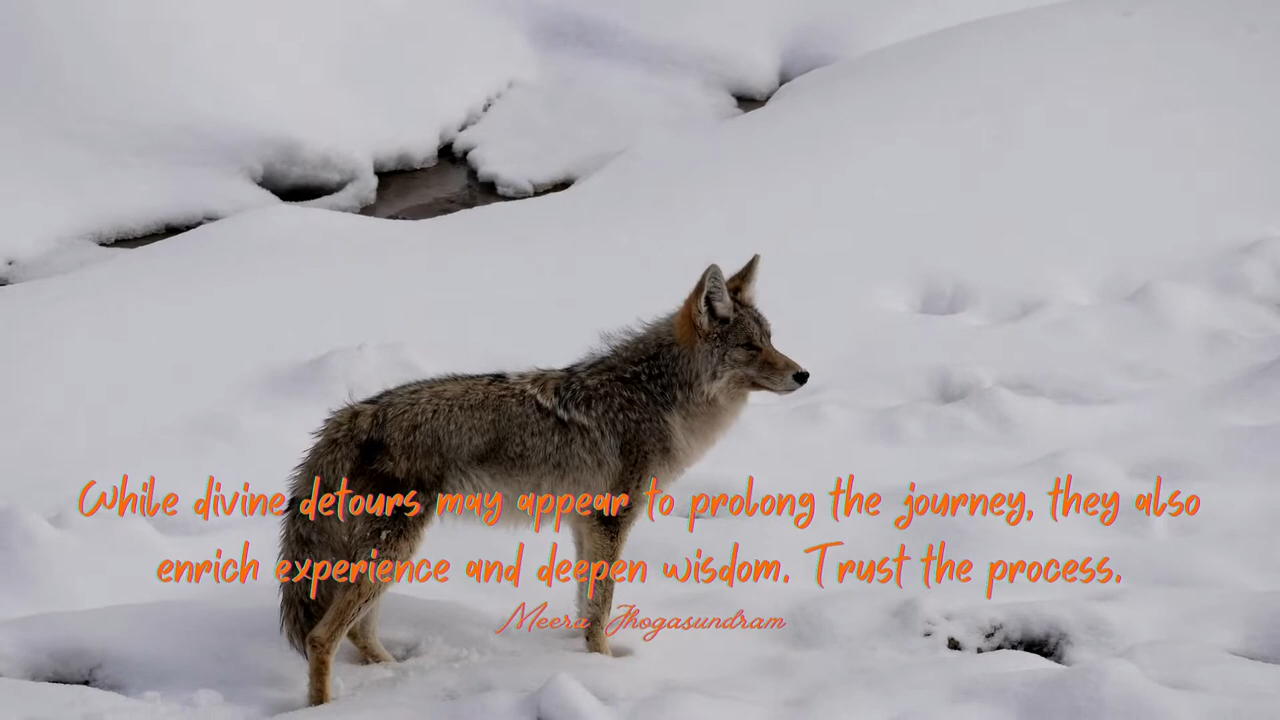 While divine detours may appear to prolong the journey, they also
enrich experience and deepen wisdom. Trust the process.
Meera Jhogasundram